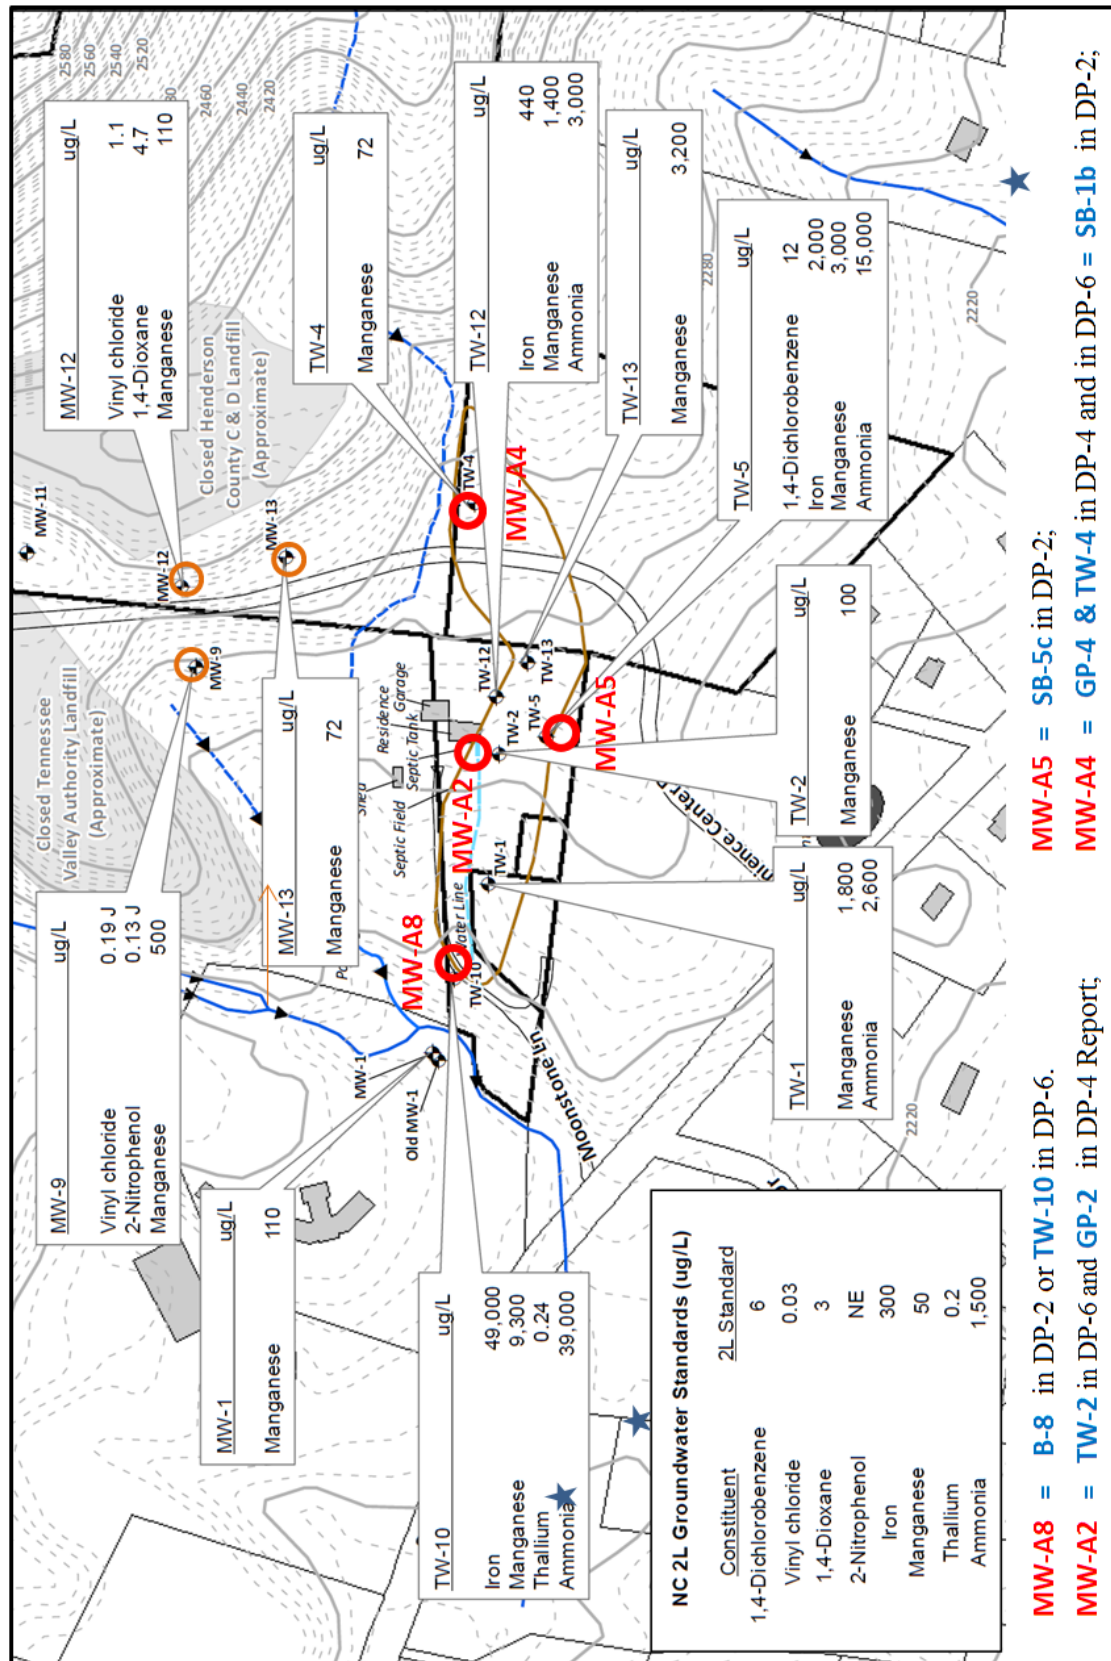 2580
2560
2540
2520
2460
2440
2420
MW-12 ug/L
Vinyl chloride 1.1
1,4-Dioxane 4.7
Manganese 110
Closed Henderson
County C & D Landfill
(Approximate)
MW-11
MW-12
MW-13
TW-4 ug/L
Manganese 72
TW-12 ug/L
Iron 440
Manganese 1,400
Ammonia 3,000
TW-13 ug/L
Manganese 3,200
TW-5 ug/L
1,4-Dichlorobenzene 12
Iron 2,000
Manganese 3,000
Ammonia 15,000
2280
2220
Closed Tennessee
Valley Authority Landfill
(Approximate)
MW-9
MW-9 ug/L
Vinyl chloride 0.19 J
2-Nitrophenol 0.13 J
Manganese 500
MW-13 ug/L
Manganese 72
TW-4
MW-A4
Garage
Residence
Septic Tank
Septic Field
TW-12
TW-13
TW-2
TW-5
MW-A5
MW-A2
TW-1
Water Line
MW-A8
TW-10
TW-2 ug/L
Manganese 100
TW-1 ug/L
Manganese 1,800
Ammonia 2,600
MW-1
Old MW-1
Moonstone Ln
2220
MW-1 ug/L
Manganese 110
TW-10 ug/L
Iron 49,000
Manganese 9,300
Thallium 0.24
Ammonia 39,000
NC 2L Groundwater Standards (ug/L)
Constituent 2L Standard
1,4-Dichlorobenzene 6
Vinyl chloride 0.03
1,4-Dioxane 3
2-Nitrophenol NE
Iron 300
Manganese 50
Thallium 0.2
Ammonia 1,500
MW-A8 = B-8 in DP-2 or TW-10 in DP-6. MW-A5 = SB-5c in DP-2;
MW-A2 = TW-2 in DP-6 and GP-2 in DP-4 Report; MW-A4 = GP-4 & TW-4 in DP-4 and in DP-6 = SB-1b in DP-2;